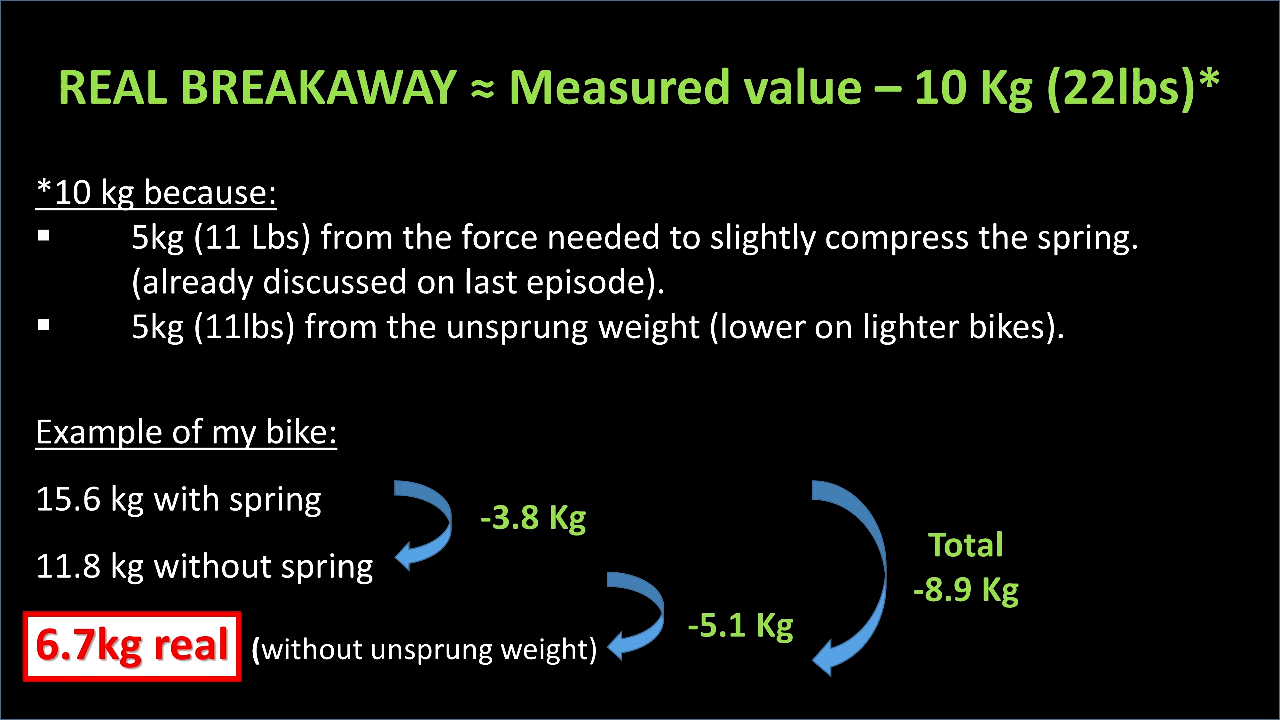 REAL BREAKAWAY ≈ Measured value – 10 Kg (22lbs)*
*10 kg because:
▪ 5kg (11 Lbs) from the force needed to slightly compress the spring.
(already discussed on last episode).
▪ 5kg (11lbs) from the unsprung weight (lower on lighter bikes).
Example of my bike:
15.6 kg with spring
-3.8 Kg
11.8 kg without spring
Total
-8.9 Kg
-5.1 Kg
6.7kg real (without unsprung weight)